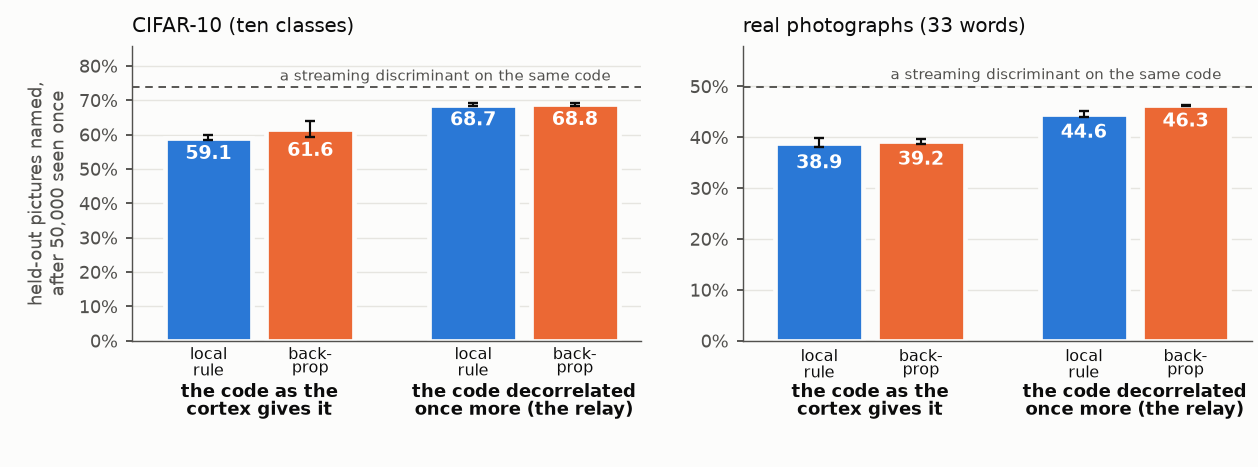 CIFAR-10 (ten classes)
held-out pictures named,
after 50,000 seen once
80%
70%
60%
50%
40%
30%
20%
10%
0%
a streaming discriminant on the same code
59.1
61.6
68.7
68.8
local
rule
back-
prop
local
rule
back-
prop
the code as the
cortex gives it
the code decorrelated
once more (the relay)
real photographs (33 words)
50%
40%
30%
20%
10%
0%
a streaming discriminant on the same code
38.9
39.2
44.6
46.3
local
rule
back-
prop
local
rule
back-
prop
the code as the
cortex gives it
the code decorrelated
once more (the relay)